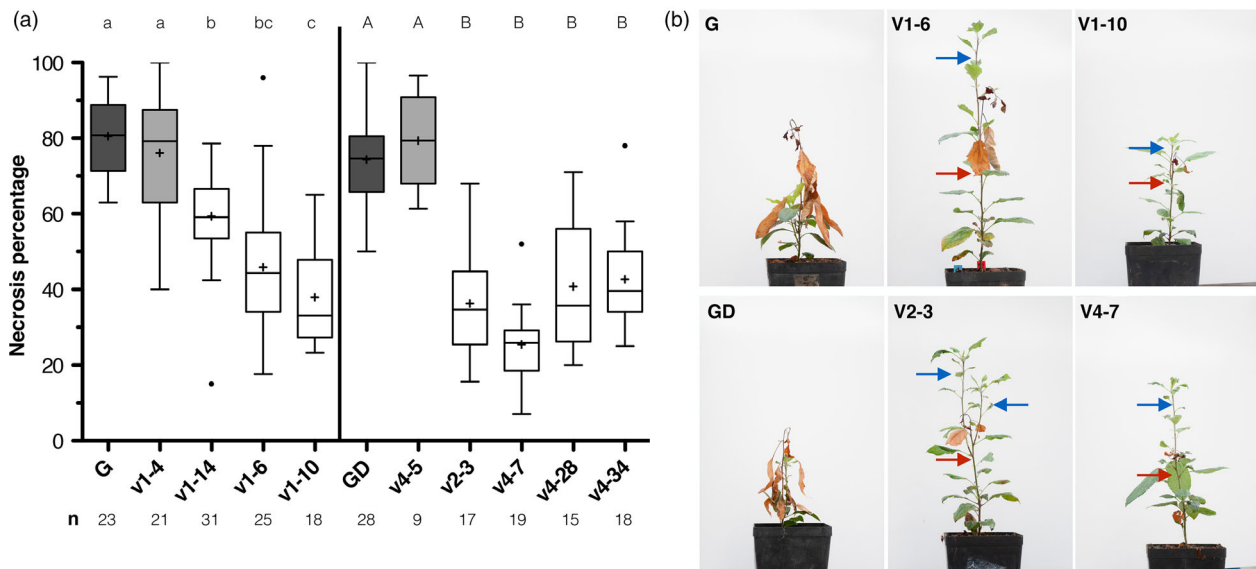 (a)
a a b bc c A A B B B B
100
80
60
40
20
0
Necrosis percentage
G v1-4 v1-14 v1-6 v1-10 GD v4-5 v2-3 v4-7 v4-28 v4-34
n 23 21 31 25 18 28 9 17 19 15 18
(b)
G V1-6 V1-10
GD V2-3 V4-7